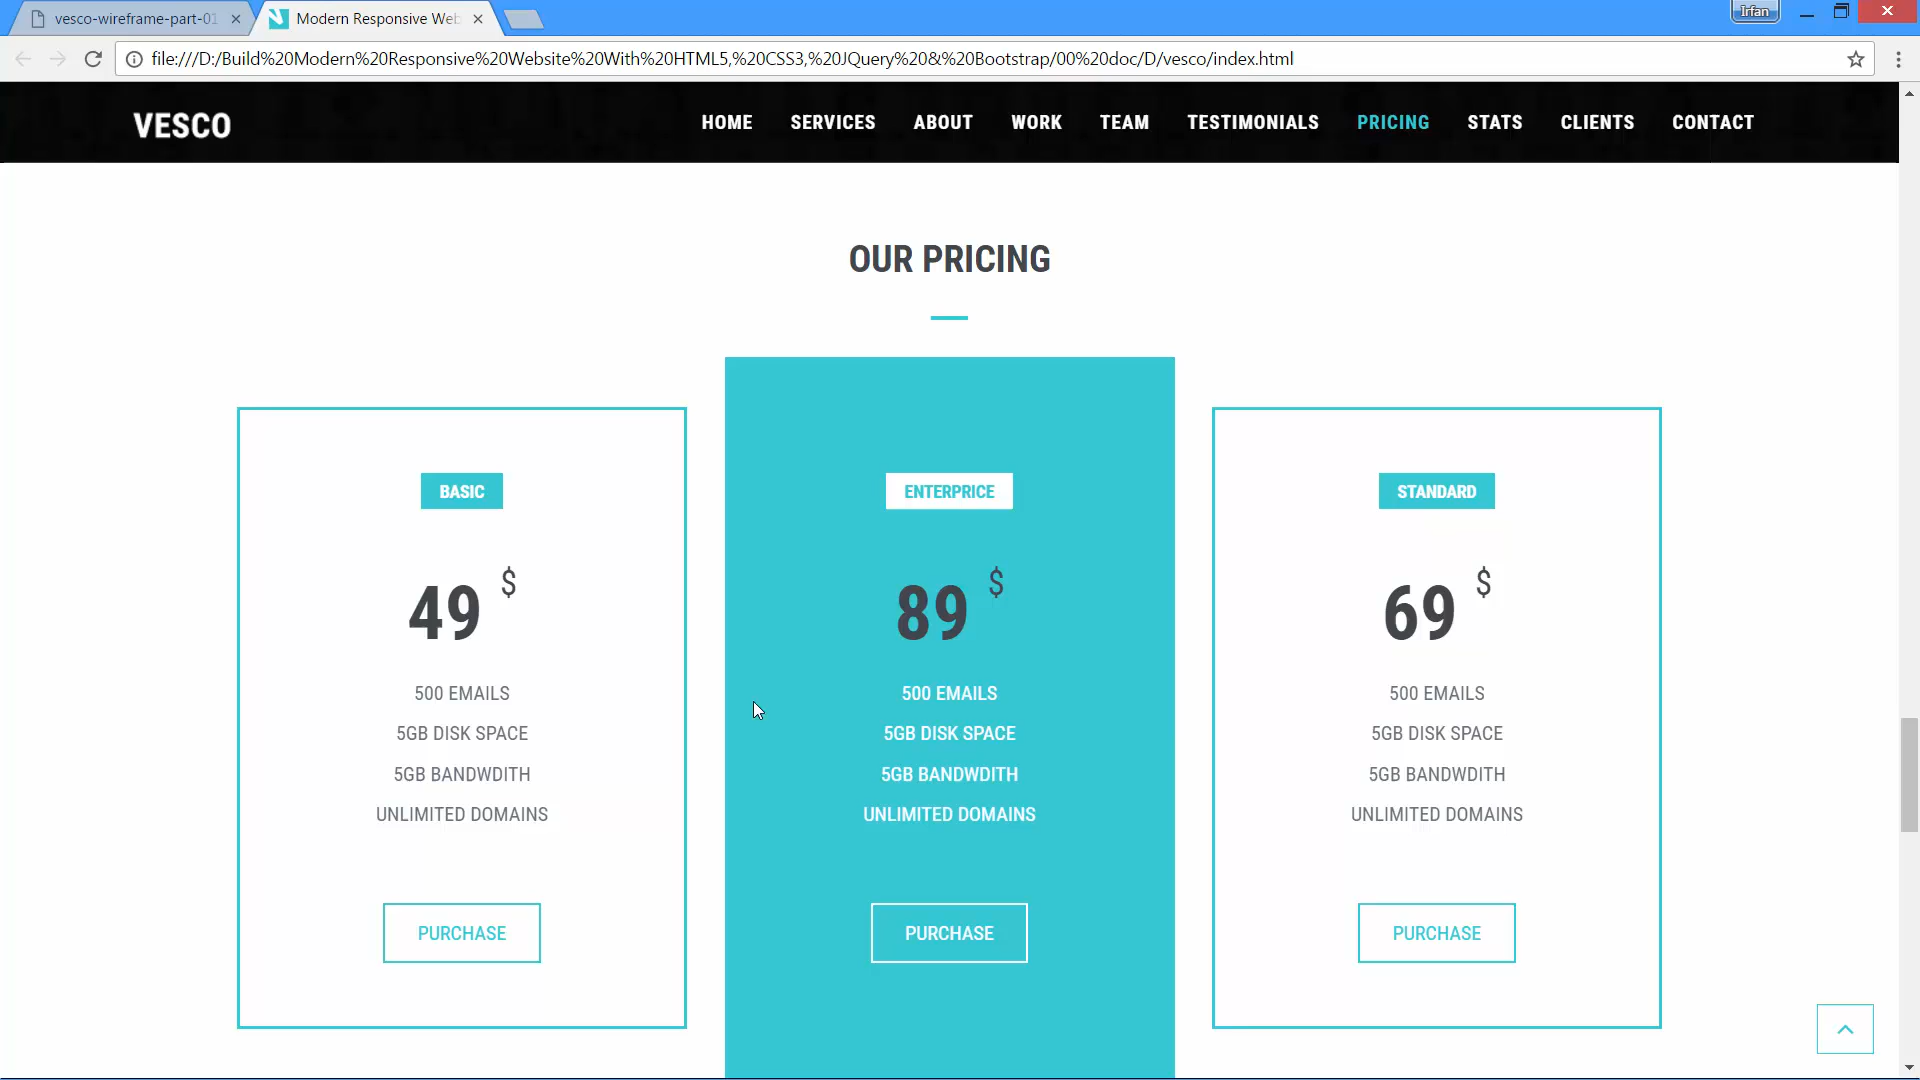 vesco-wireframe-part-01
Modern Responsive Web
Irfan
file:///D:/Build%20Modern%20Responsive%20Website%20With%20HTML5,%20CSS3,%20JQuery%20&%20Bootstrap/00%20doc/D/vesco/index.html
VESCO HOME SERVICES ABOUT WORK TEAM TESTIMONIALS PRICING STATS CLIENTS CONTACT
OUR PRICING
BASIC
49 $
500 EMAILS
5GB DISK SPACE
5GB BANDWDITH
UNLIMITED DOMAINS
PURCHASE
ENTERPRICE
89 $
500 EMAILS
5GB DISK SPACE
5GB BANDWDITH
UNLIMITED DOMAINS
PURCHASE
STANDARD
69 $
500 EMAILS
5GB DISK SPACE
5GB BANDWDITH
UNLIMITED DOMAINS
PURCHASE